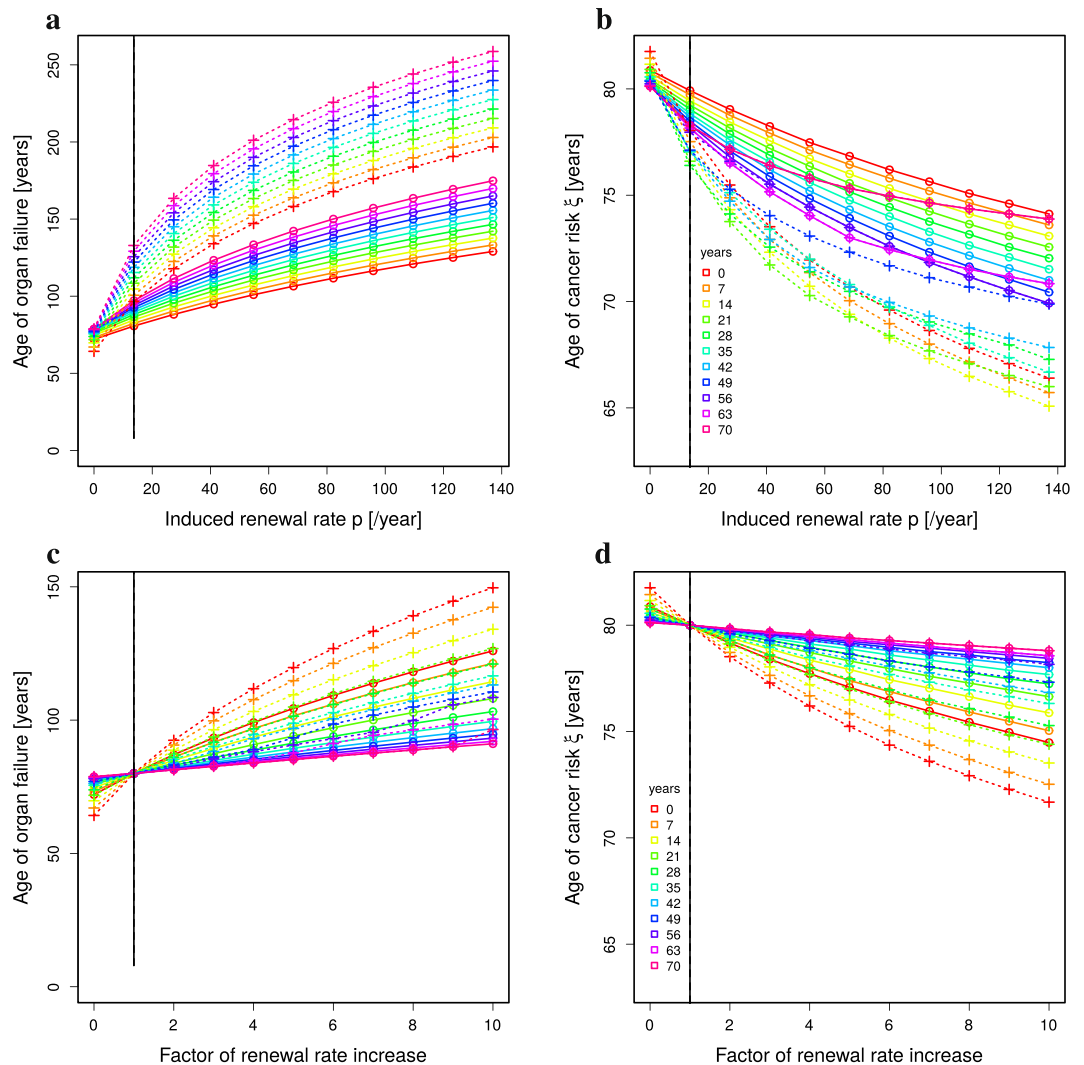 a
Age of organ failure [years]
250
200
150
100
50
0
0 20 40 60 80 100 120 140
Induced renewal rate p [/year]
b
Age of cancer risk ξ [years]
80
75
70
65
years
0
7
14
21
28
35
42
49
56
63
70
0 20 40 60 80 100 120 140
Induced renewal rate p [/year]
c
Age of organ failure [years]
150
100
50
0
0 2 4 6 8 10
Factor of renewal rate increase
d
Age of cancer risk ξ [years]
80
75
70
65
years
0
7
14
21
28
35
42
49
56
63
70
0 2 4 6 8 10
Factor of renewal rate increase